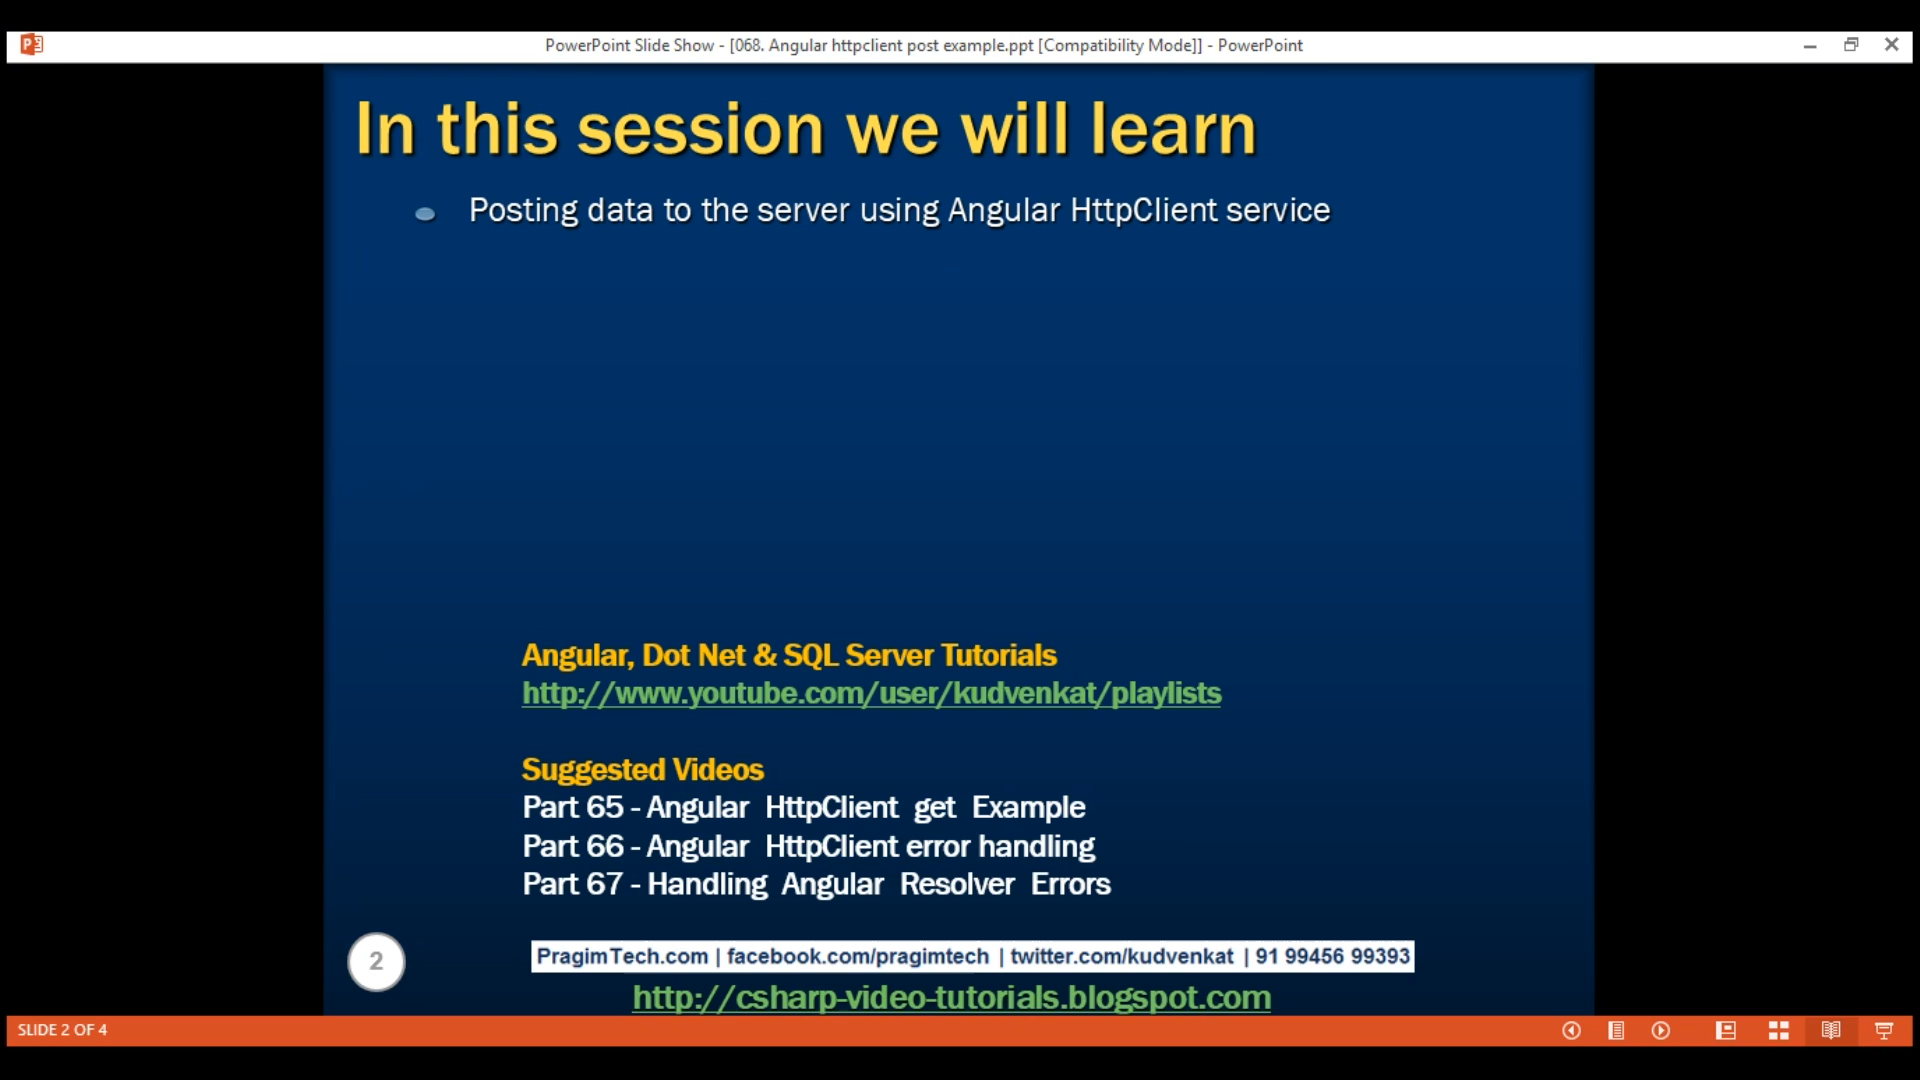 PowerPoint Slide Show - [068. Angular httpclient post example.ppt [Compatibility Mode]] - PowerPoint
In this session we will learn
Posting data to the server using Angular HttpClient service
Angular, Dot Net & SQL Server Tutorials
http://www.youtube.com/user/kudvenkat/playlists
Suggested Videos
Part 65 - Angular HttpClient get Example
Part 66 - Angular HttpClient error handling
Part 67 - Handling Angular Resolver Errors
2
PragimTech.com | facebook.com/pragimtech | twitter.com/kudvenkat | 91 99456 99393
http://csharp-video-tutorials.blogspot.com
SLIDE 2 OF 4